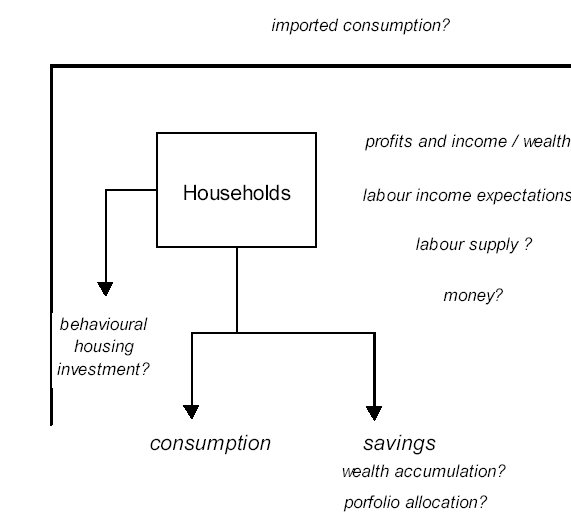 imported consumption?
profits and income / wealth
Households
labour income expectations
labour supply ?
money?
behavioural
housing
investment?
consumption
savings
wealth accumulation?
porfolio allocation?